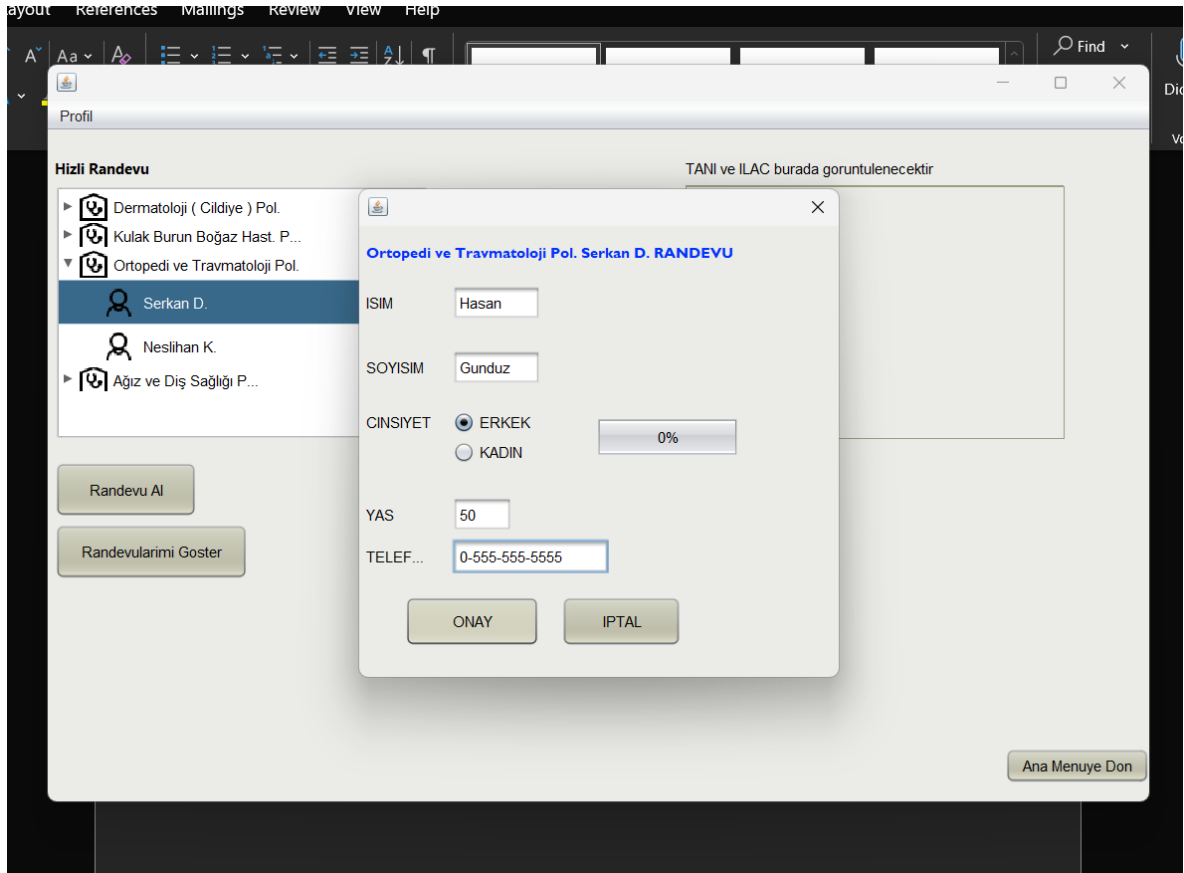 ayout References Mailings Review View Help
A Aa A Find
Dic
Profil
Vo
Hizli Randevu
TANI ve ILAC burada goruntulenecektir
Dermatoloji ( Cildiye ) Pol.
Kulak Burun Boğaz Hast. P...
Ortopedi ve Travmatoloji Pol.
Serkan D.
Neslihan K.
Ağız ve Diş Sağlığı P...
Randevu Al
Randevularimi Goster
Ortopedi ve Travmatoloji Pol. Serkan D. RANDEVU
ISIM Hasan
SOYISIM Gunduz
CINSIYET ERKEK
KADIN
0%
YAS 50
TELEF... 0-555-555-5555
ONAY IPTAL
Ana Menuye Don